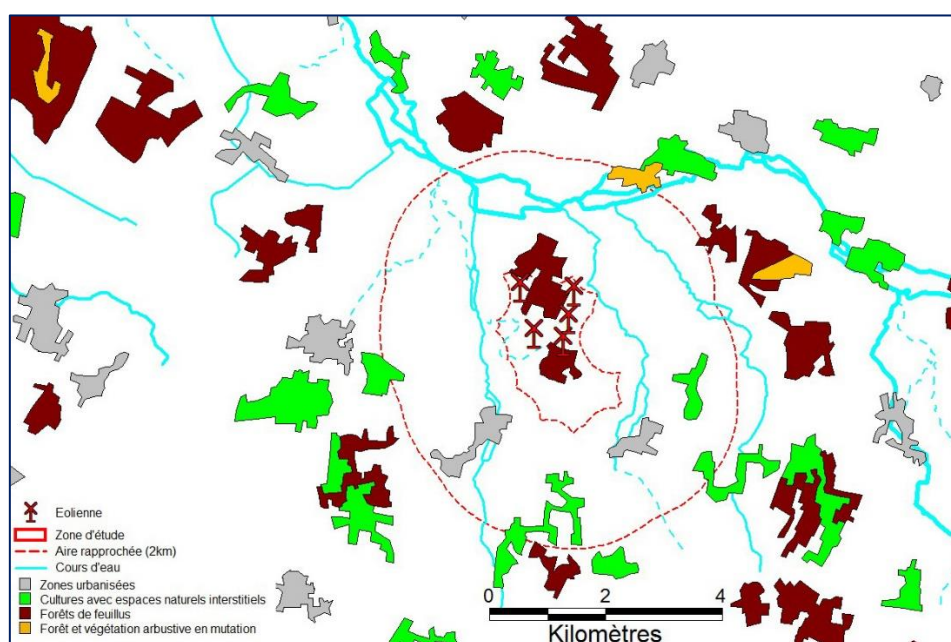 Eolienne
Zone d'étude
Aire rapprochée (2km)
Cours d'eau
Zones urbanisées
Cultures avec espaces naturels interstitiels
Forêts de feuillus
Forêt et végétation arbustive en mutation
0 2 4
Kilomètres